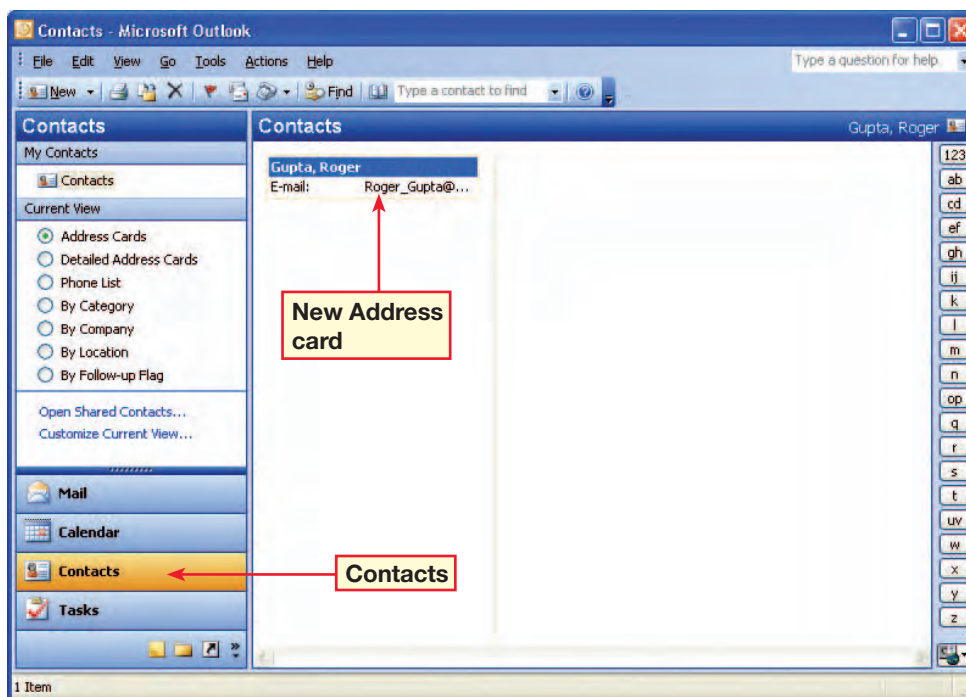 Contacts - Microsoft Outlook
File Edit View Go Tools Actions Help
Type a question for help
New Find Type a contact to find
Contacts
My Contacts
Contacts
Current View
Address Cards
Detailed Address Cards
Phone List
By Category
By Company
By Location
By Follow-up Flag
Open Shared Contacts...
Customize Current View...
Mail
Calendar
Contacts
Tasks
Contacts Gupta, Roger
Gupta, Roger
E-mail: Roger_Gupta@...
New Address
card
Contacts
123
ab
cd
ef
gh
ij
k
l
m
n
op
q
r
s
t
uv
w
x
y
z
1 Item